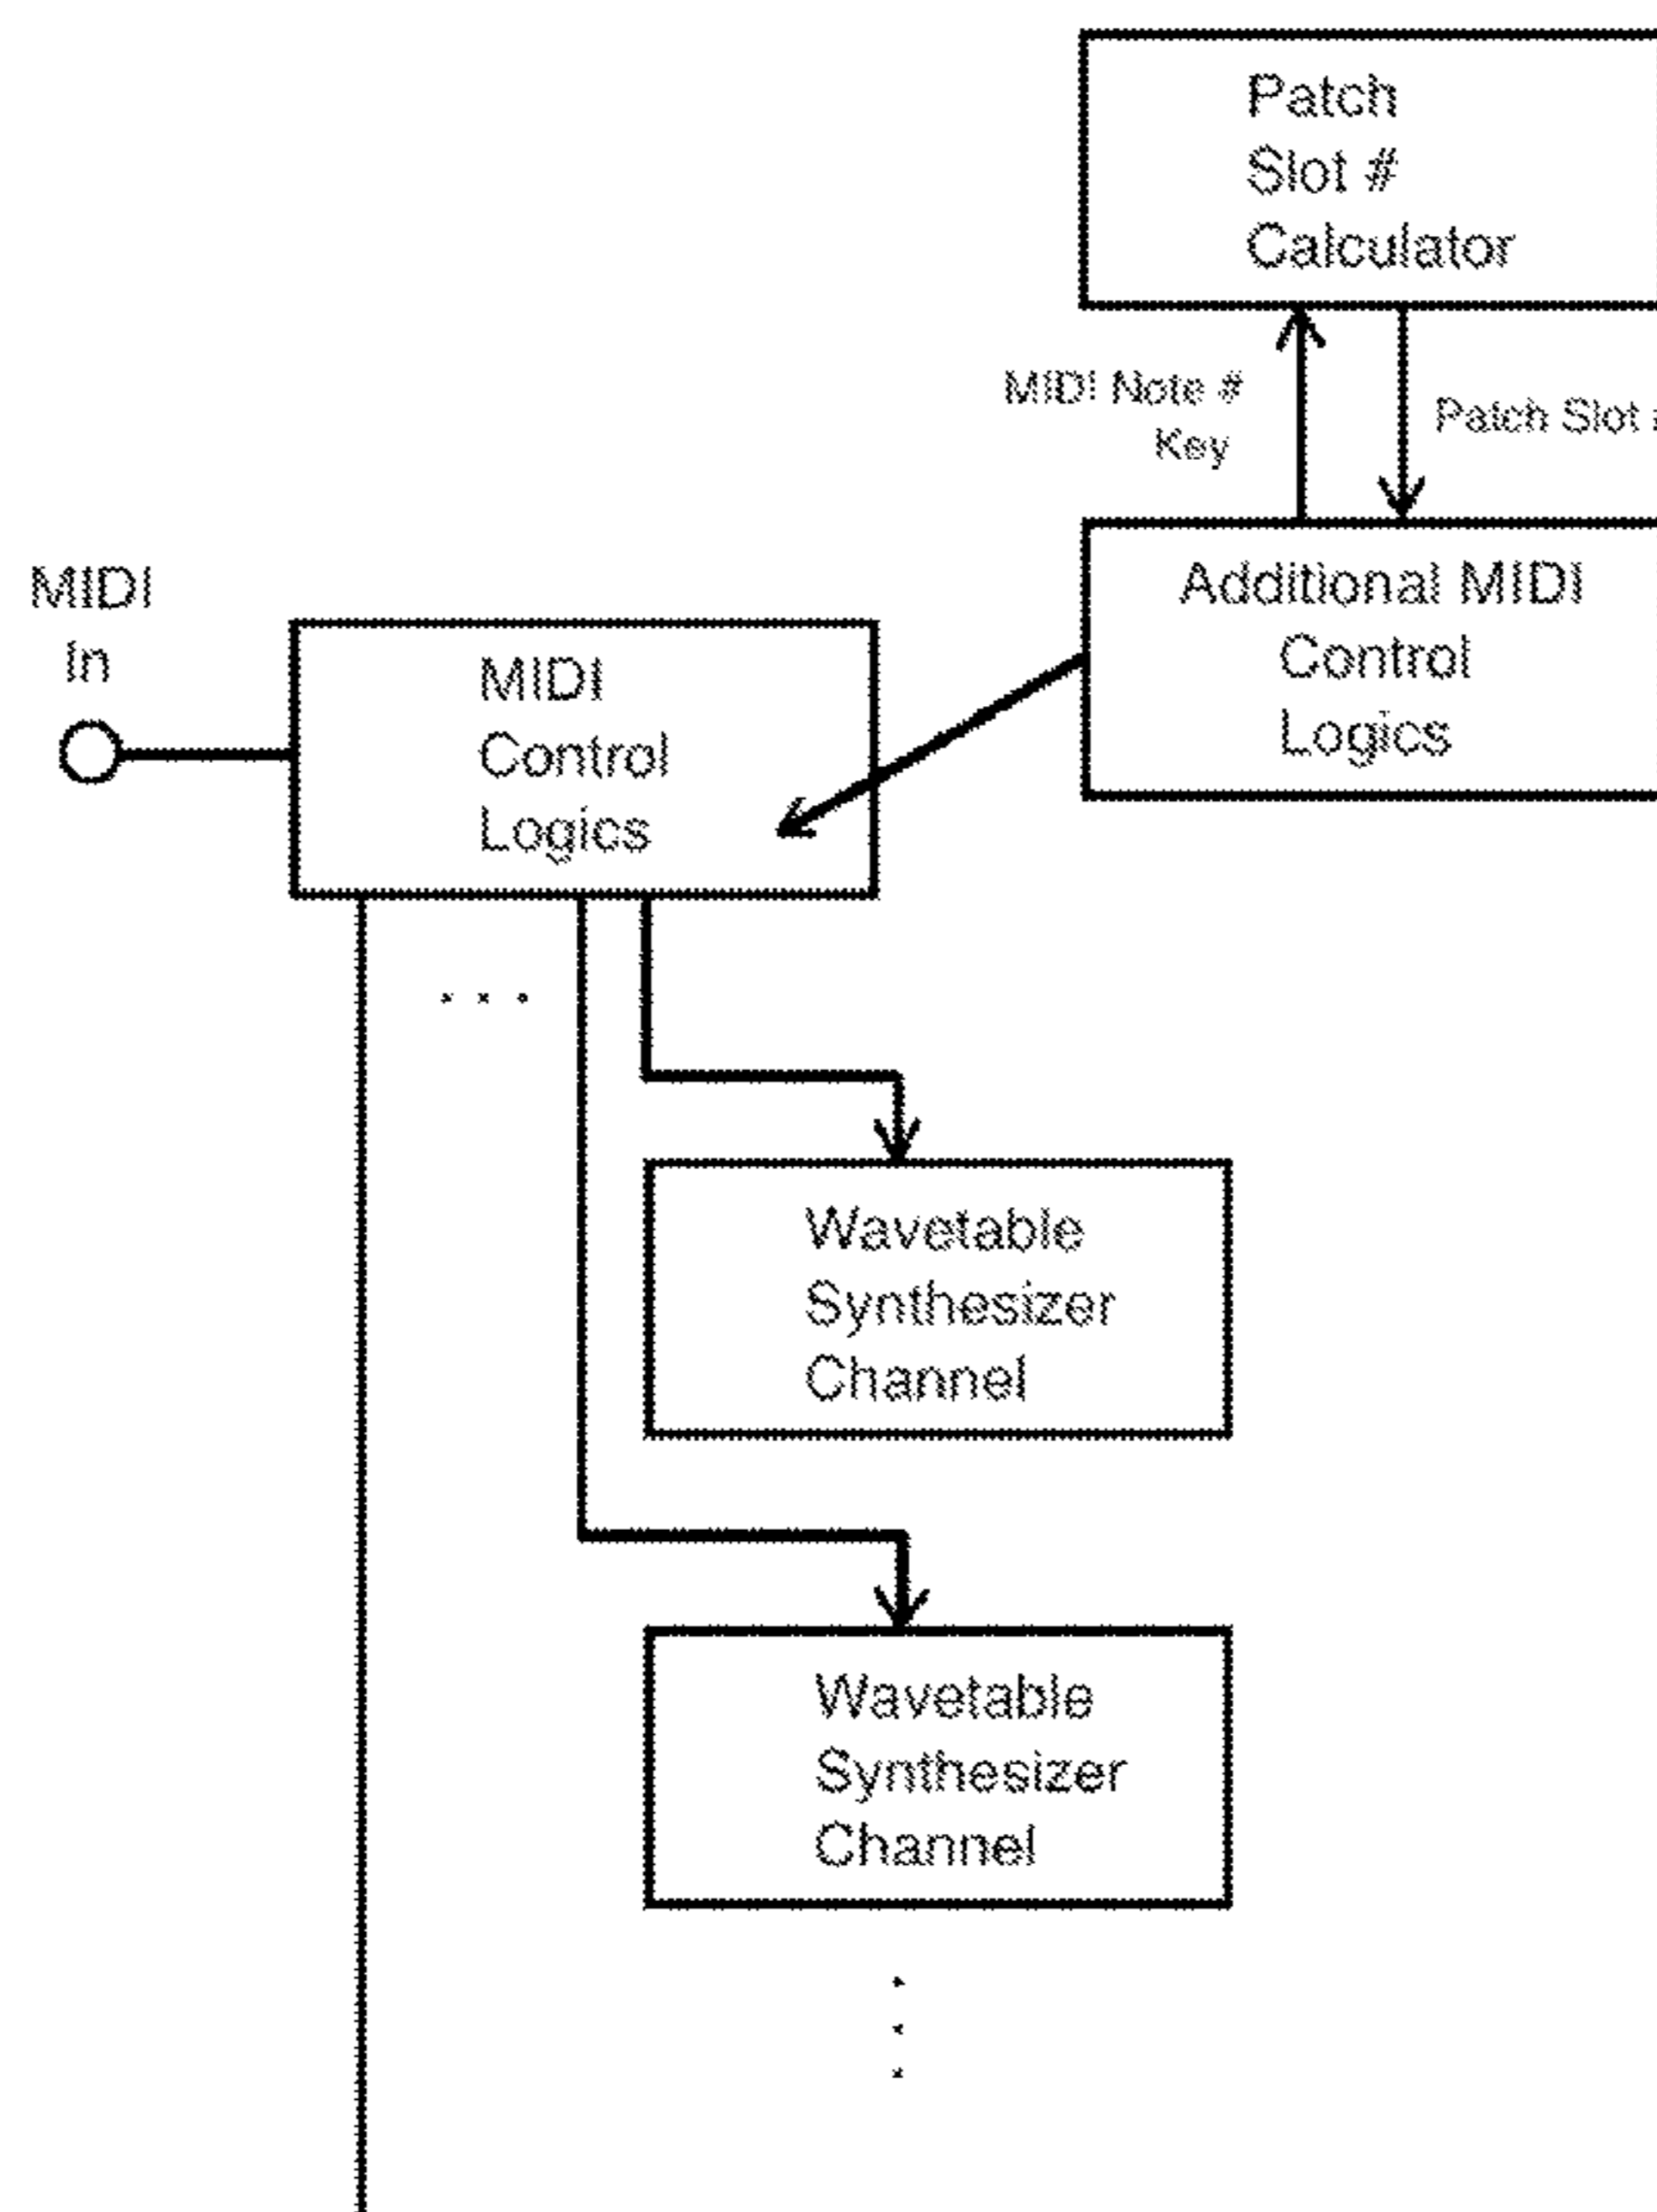 Patch
Slot #
Calculator
MIDI Note #
Key
Patch Slot
Additional MIDI
Control
Logics
MIDI
In
MIDI
Control
Logics
. . .
Wavetable
Synthesizer
Channel
Wavetable
Synthesizer
Channel